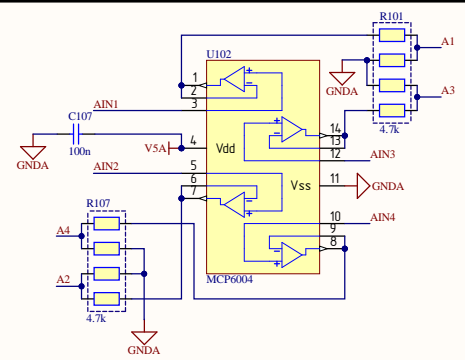 R101
A1
U102
1
2
3
GNDA
A3
AIN1
C107
14
13
12
4.7k
100n
V5A
4
Vdd
AIN3
GNDA
AIN2
5
6
7
Vss
11
GNDA
R107
10
AIN4
9
8
A4
A2
MCP6004
4.7k
GNDA